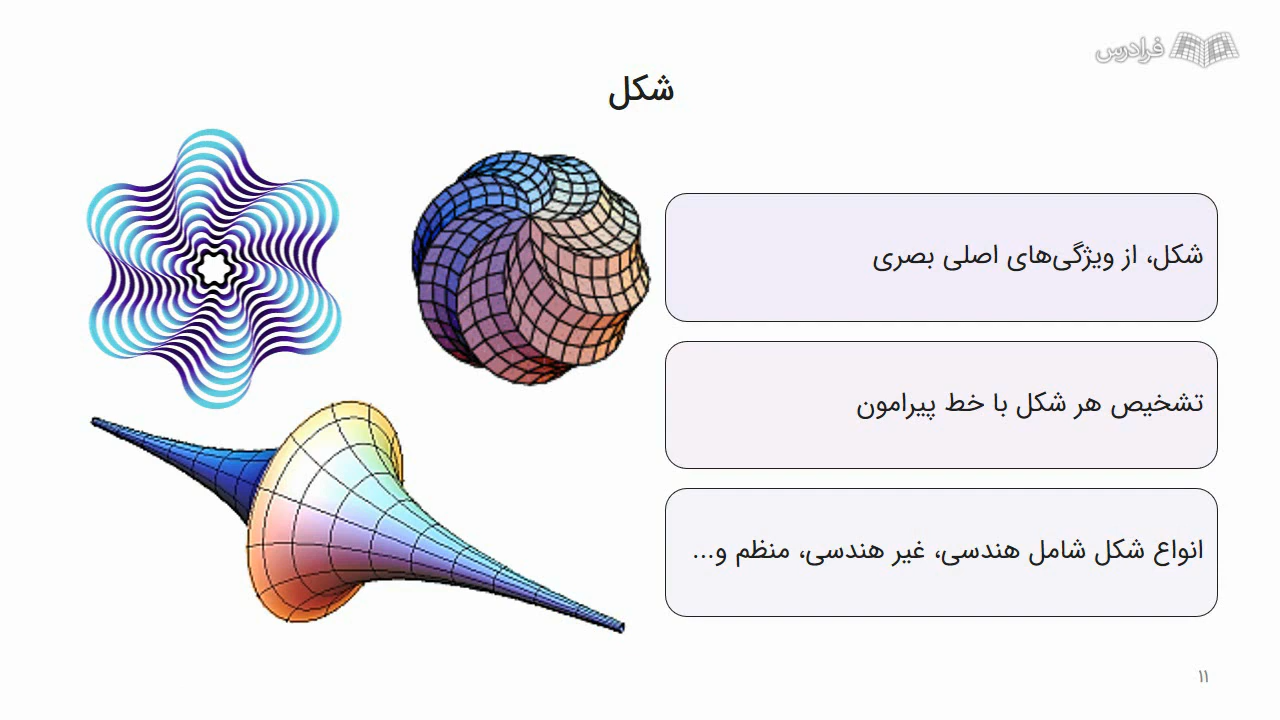 فرادرس
شکل
شکل، از ویژگی‌های اصلی بصری
تشخیص هر شکل با خط پیرامون
انواع شکل شامل هندسی، غیر هندسی، منظم و...
۱۱